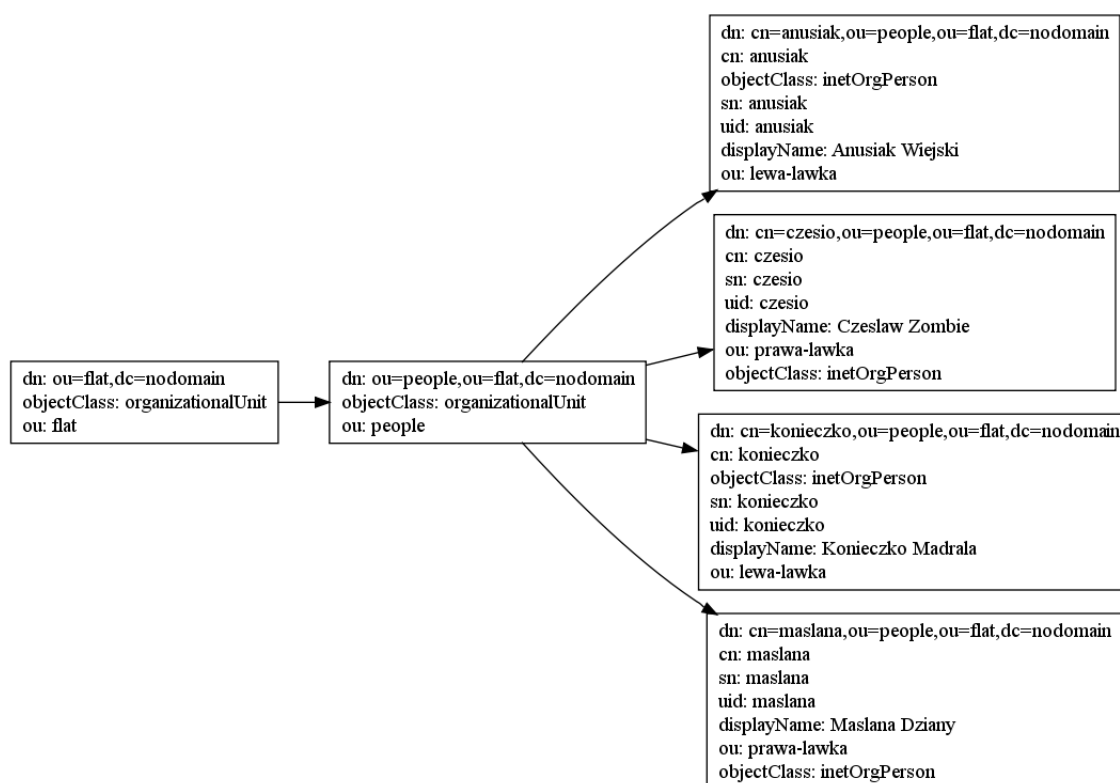 dn: cn=anusiak,ou=people,ou=flat,dc=nodomain
cn: anusiak
objectClass: inetOrgPerson
sn: anusiak
uid: anusiak
displayName: Anusiak Wiejski
ou: lewa-lawka
dn: cn=czesio,ou=people,ou=flat,dc=nodomain
cn: czesio
sn: czesio
uid: czesio
displayName: Czeslaw Zombie
ou: prawa-lawka
objectClass: inetOrgPerson
dn: ou=flat,dc=nodomain
objectClass: organizationalUnit
ou: flat
dn: ou=people,ou=flat,dc=nodomain
objectClass: organizationalUnit
ou: people
dn: cn=konieczko,ou=people,ou=flat,dc=nodomain
cn: konieczko
objectClass: inetOrgPerson
sn: konieczko
uid: konieczko
displayName: Konieczko Madrala
ou: lewa-lawka
dn: cn=maslana,ou=people,ou=flat,dc=nodomain
cn: maslana
sn: maslana
uid: maslana
displayName: Maslana Dziany
ou: prawa-lawka
objectClass: inetOrgPerson